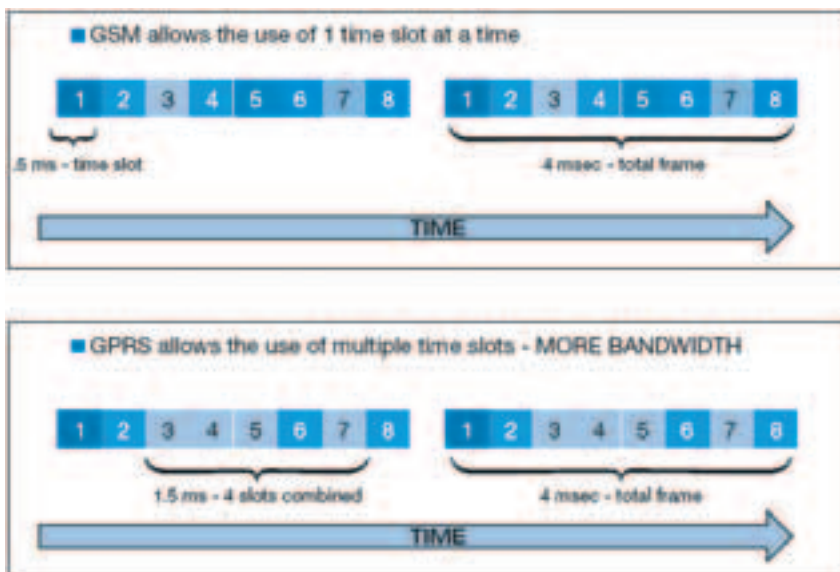 GSM allows the use of 1 time slot at a time
1 2 3 4 5 6 7 8 1 2 3 4 5 6 7 8
.5 ms - time slot 4 msec - total frame
TIME
GPRS allows the use of multiple time slots - MORE BANDWIDTH
1 2 3 4 5 6 7 8 1 2 3 4 5 6 7 8
1.5 ms - 4 slots combined 4 msec - total frame
TIME